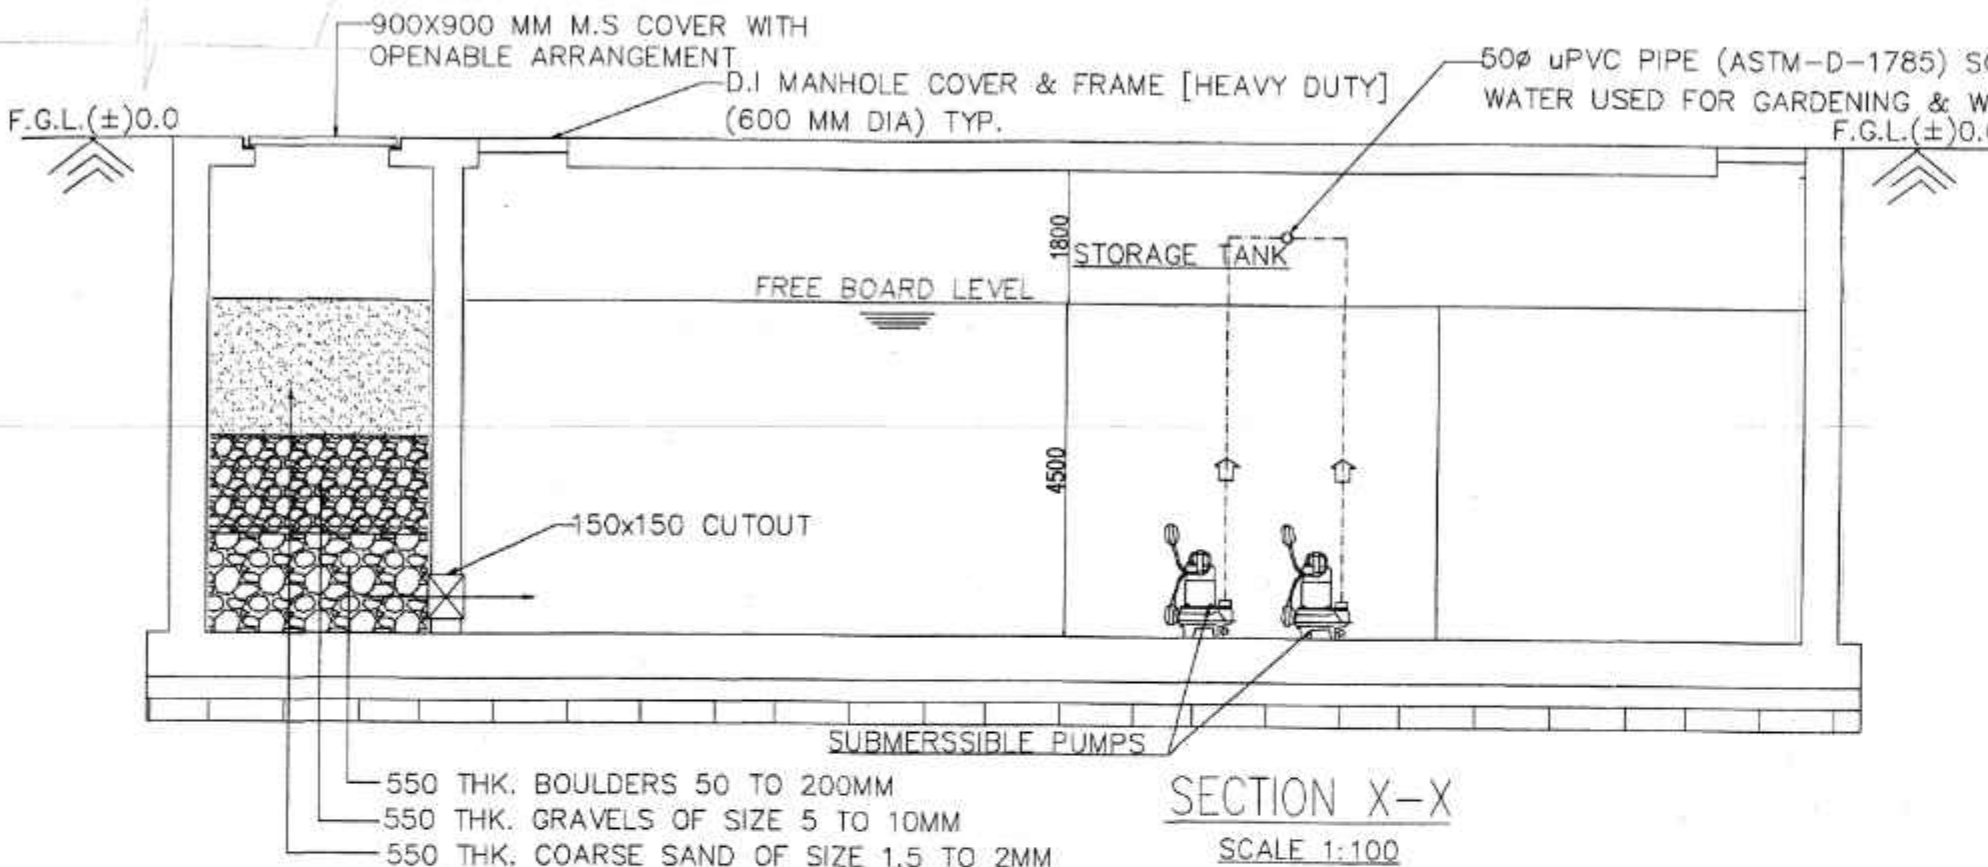 900X900 MM M.S COVER WITH
OPENABLE ARRANGEMENT
D.I MANHOLE COVER & FRAME [HEAVY DUTY]
(600 MM DIA) TYP.
50ø uPVC PIPE (ASTM-D-1785)
WATER USED FOR GARDENING &
F.G.L.(±)0.0
F.G.L.(±)0.0
1800
STORAGE TANK
FREE BOARD LEVEL
4500
150x150 CUTOUT
SUBMERSSIBLE PUMPS
550 THK. BOULDERS 50 TO 200MM
550 THK. GRAVELS OF SIZE 5 TO 10MM
550 THK. COARSE SAND OF SIZE 1.5 TO 2MM
SECTION X-X
SCALE 1:100